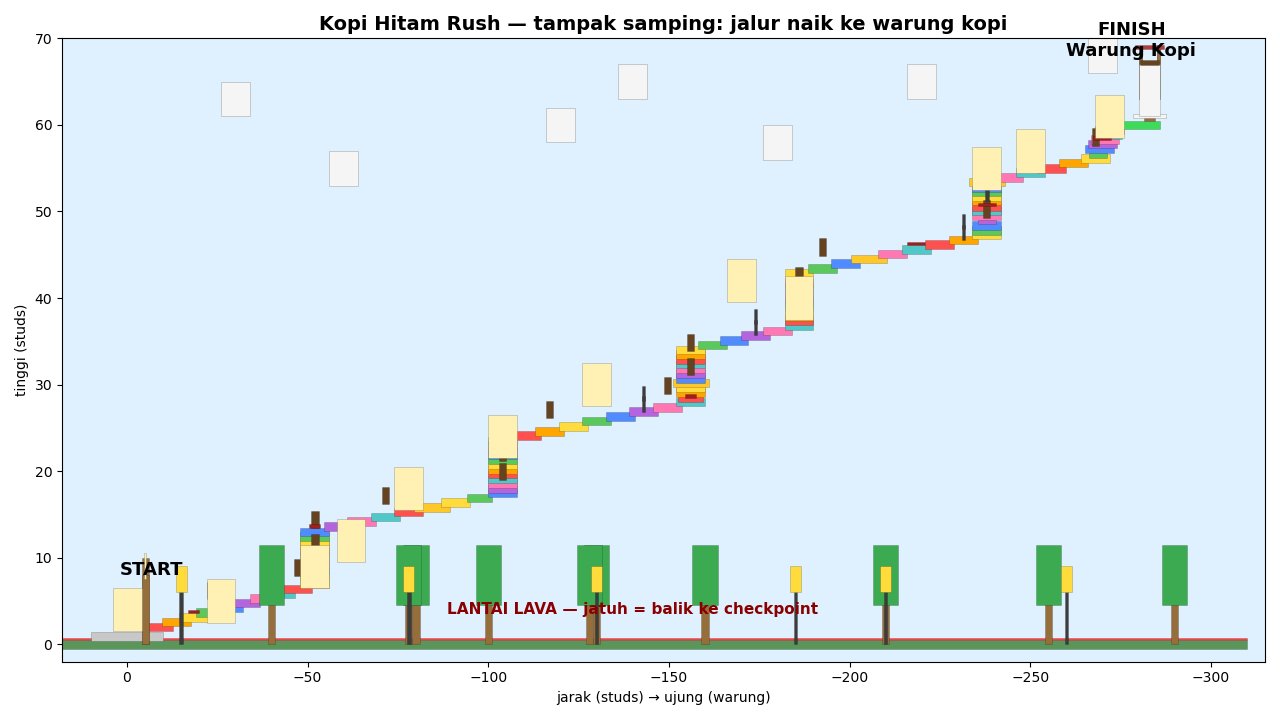 Kopi Hitam Rush — tampak samping: jalur naik ke warung kopi
FINISH
Warung Kopi
70
60
50
40
30
20
10
0
tinggi (studs)
START
LANTAI LAVA — jatuh = balik ke checkpoint
0
−50
−100
−150
−200
−250
−300
jarak (studs) → ujung (warung)